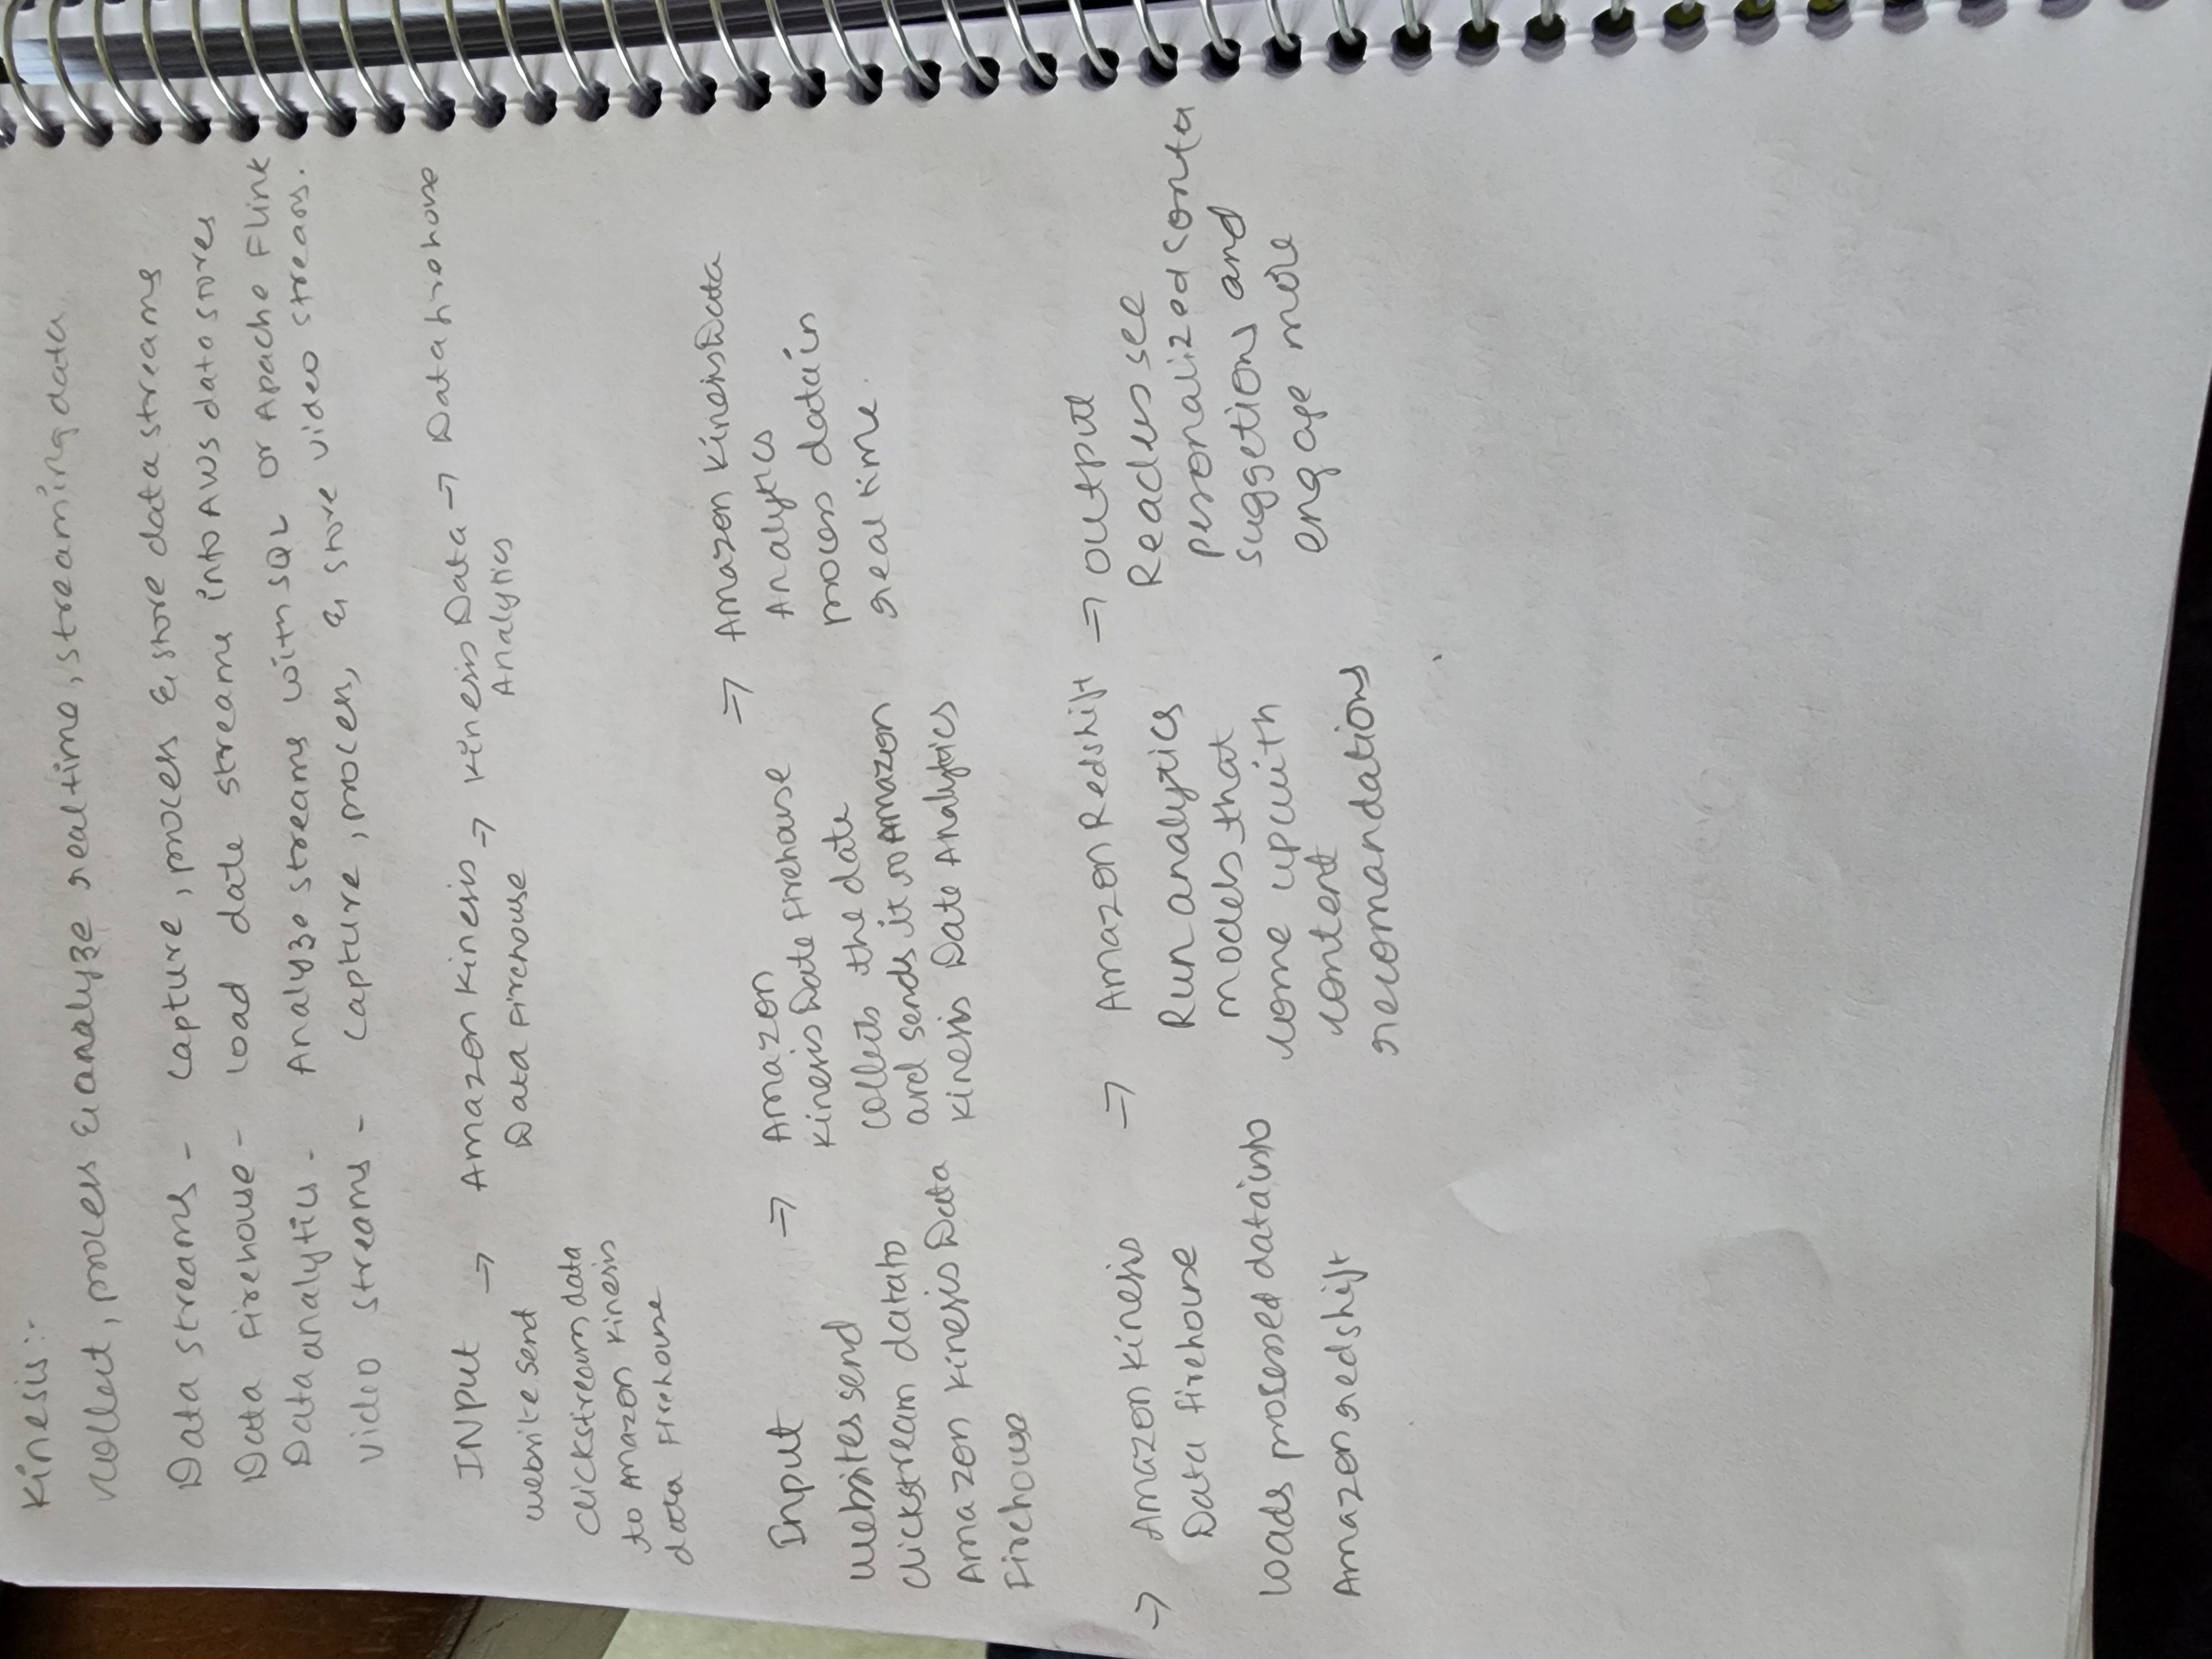 Kinesis :-
collect, process & analyze realtime, streaming data
Data streams - capture, process & store data streams
Data Firehouse - load date streams into AWS data stores
Data analytics - Analyze streams with SQL or Apache Flink
video streams - capture, process, & store video streams.
INPUT → Amazon Kinesis → Kinesis Data → Data firehouse
Data Firehouse Analytics
website send
clickstream data
to Amazon Kinesis
data Firehouse
Input → Amazon → Amazon Kinesis Data
Kinesis Date Firehouse Analytics
websites send collects the date process data in
clickstream data to and sends it to Amazon real time.
Amazon Kinesis Data Kinesis Date Analytics
Firehouse
→ Amazon Kinesis → Amazon Redshift → output
Data firehouse Run analytics Readers see
loads processed data into models that personalized
Amazon redshift come up with suggetions and
content engage more
recomandations